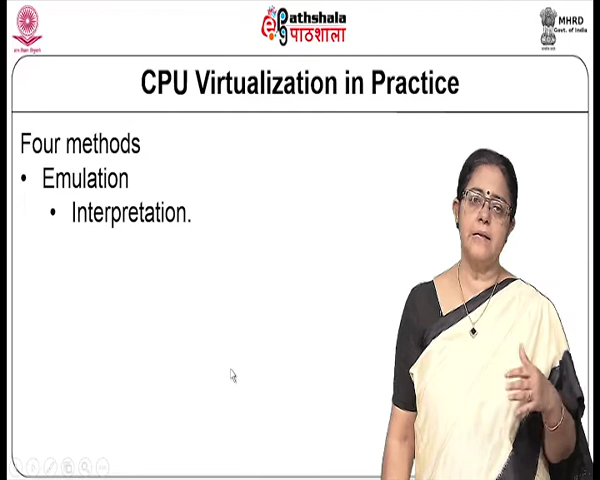 ePathshala
पाठशाला
MHRD
Govt. of India
CPU Virtualization in Practice
Four methods
• Emulation
• Interpretation.